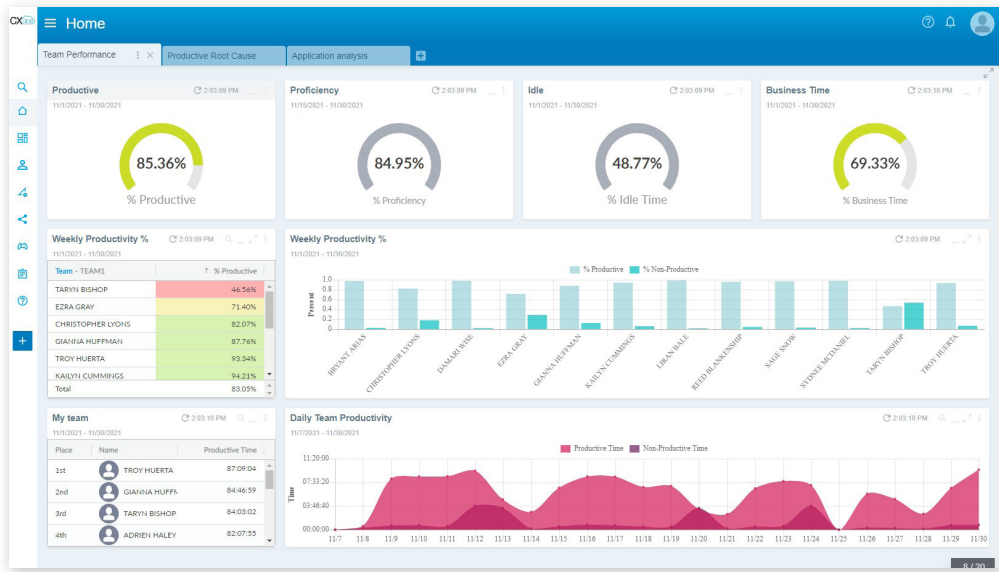 CXone
Home
Team Performance
Productive Root Cause
Application analysis
Productive
2:03:09 PM
11/1/2021 - 11/30/2021
85.36%
% Productive
Proficiency
2:03:09 PM
11/15/2021 - 11/30/2021
84.95%
% Proficiency
Idle
2:03:09 PM
11/1/2021 - 11/30/2021
48.77%
% Idle Time
Business Time
2:03:10 PM
11/1/2021 - 11/30/2021
69.33%
% Business Time
Weekly Productivity %
2:03:09 PM
11/1/2021 - 11/30/2021
Team - TEAM1 ↑ % Productive
TARYN BISHOP 46.56%
EZRA GRAY 71.40%
CHRISTOPHER LYONS 82.07%
GIANNA HUFFMAN 87.76%
TROY HUERTA 93.34%
KAILYN CUMMINGS 94.21%
Total 83.05%
Weekly Productivity %
2:03:09 PM
11/1/2021 - 11/30/2021
% Productive % Non-Productive
Percent
1.0
0.8
0.6
0.4
0.2
0
BRYANT ARIAS
CHRISTOPHER LYONS
DAMARI WISE
EZRA GRAY
GIANNA HUFFMAN
KAILYN CUMMINGS
LIRAN BALE
REED BLANKENSHIP
SAGE SNOW
SYDNEE MCDANIEL
TARYN BISHOP
TROY HUERTA
My team
2:03:10 PM
11/1/2021 - 11/30/2021
Place Name Productive Time
1st TROY HUERTA 87:09:04
2nd GIANNA HUFFN 84:46:59
3rd TARYN BISHOP 84:03:02
4th ADRIEN HALEY 82:07:55
Daily Team Productivity
2:03:10 PM
11/7/2021 - 11/30/2021
Productive Time Non-Productive Time
Time
11:20:00
07:33:20
03:46:40
00:00:00
11/7 11/8 11/9 11/10 11/11 11/12 11/13 11/14 11/15 11/16 11/17 11/18 11/19 11/20 11/21 11/22 11/23 11/24 11/25 11/26 11/27 11/28 11/29 11/30
8 / 20